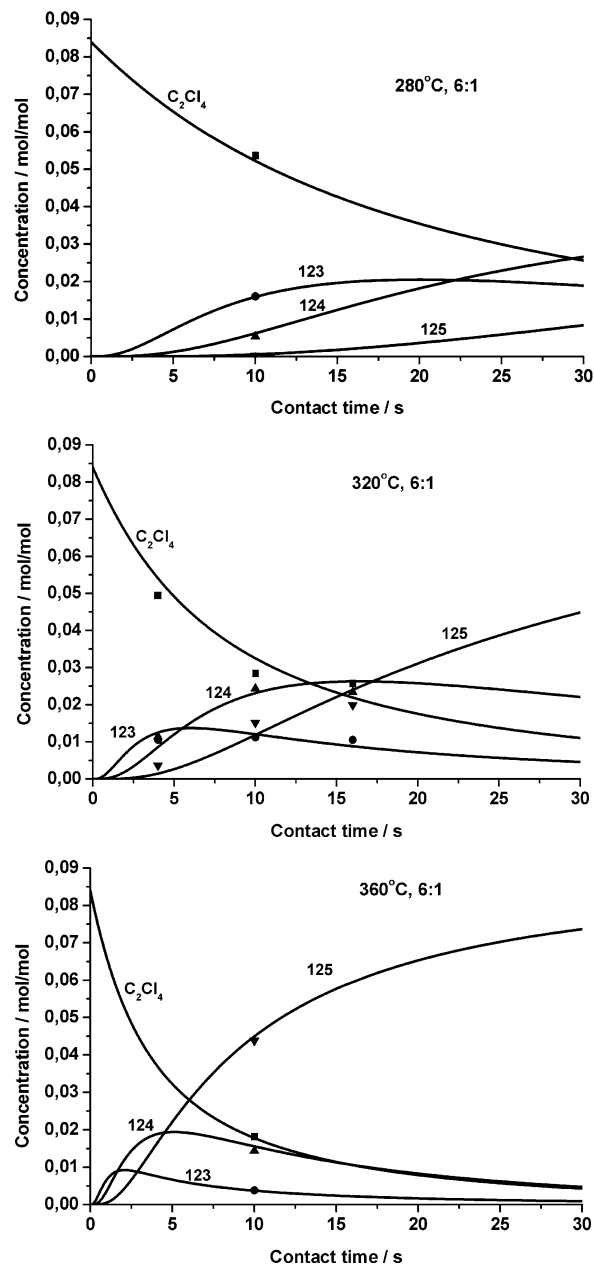 0,09
0,08
0,07
0,06
0,05
0,04
0,03
0,02
0,01
0,00
Concentration / mol/mol
280°C, 6:1
C₂Cl₄
123
124
125
0 5 10 15 20 25 30
Contact time / s
0,09
0,08
0,07
0,06
0,05
0,04
0,03
0,02
0,01
0,00
Concentration / mol/mol
320°C, 6:1
C₂Cl₄
125
124
123
0 5 10 15 20 25 30
Contact time / s
0,09
0,08
0,07
0,06
0,05
0,04
0,03
0,02
0,01
0,00
Concentration / mol/mol
360°C, 6:1
125
C₂Cl₄
124
123
0 5 10 15 20 25 30
Contact time / s